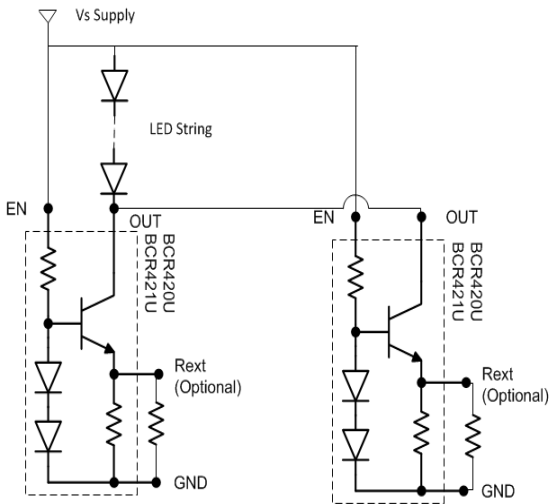 Vs Supply
LED String
EN
OUT
BCR420U
BCR421U
Rext
(Optional)
GND
EN
OUT
BCR420U
BCR421U
Rext
(Optional)
GND